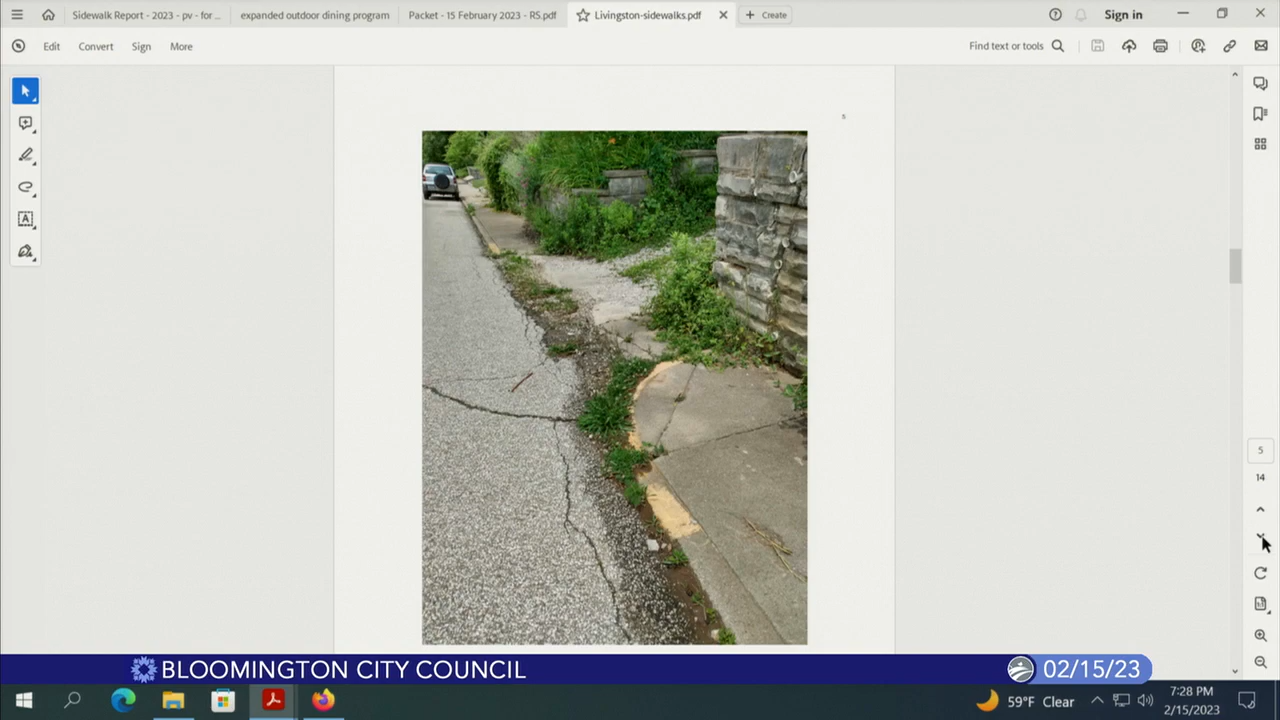 Sidewalk Report - 2023 - pv - for ...
expanded outdoor dining program
Packet - 15 February 2023 - RS.pdf
Livingston-sidewalks.pdf
Create
Sign in
Edit
Convert
Sign
More
Find text or tools
5
5
14
BLOOMINGTON CITY COUNCIL
02/15/23
59°F Clear
7:28 PM
2/15/2023